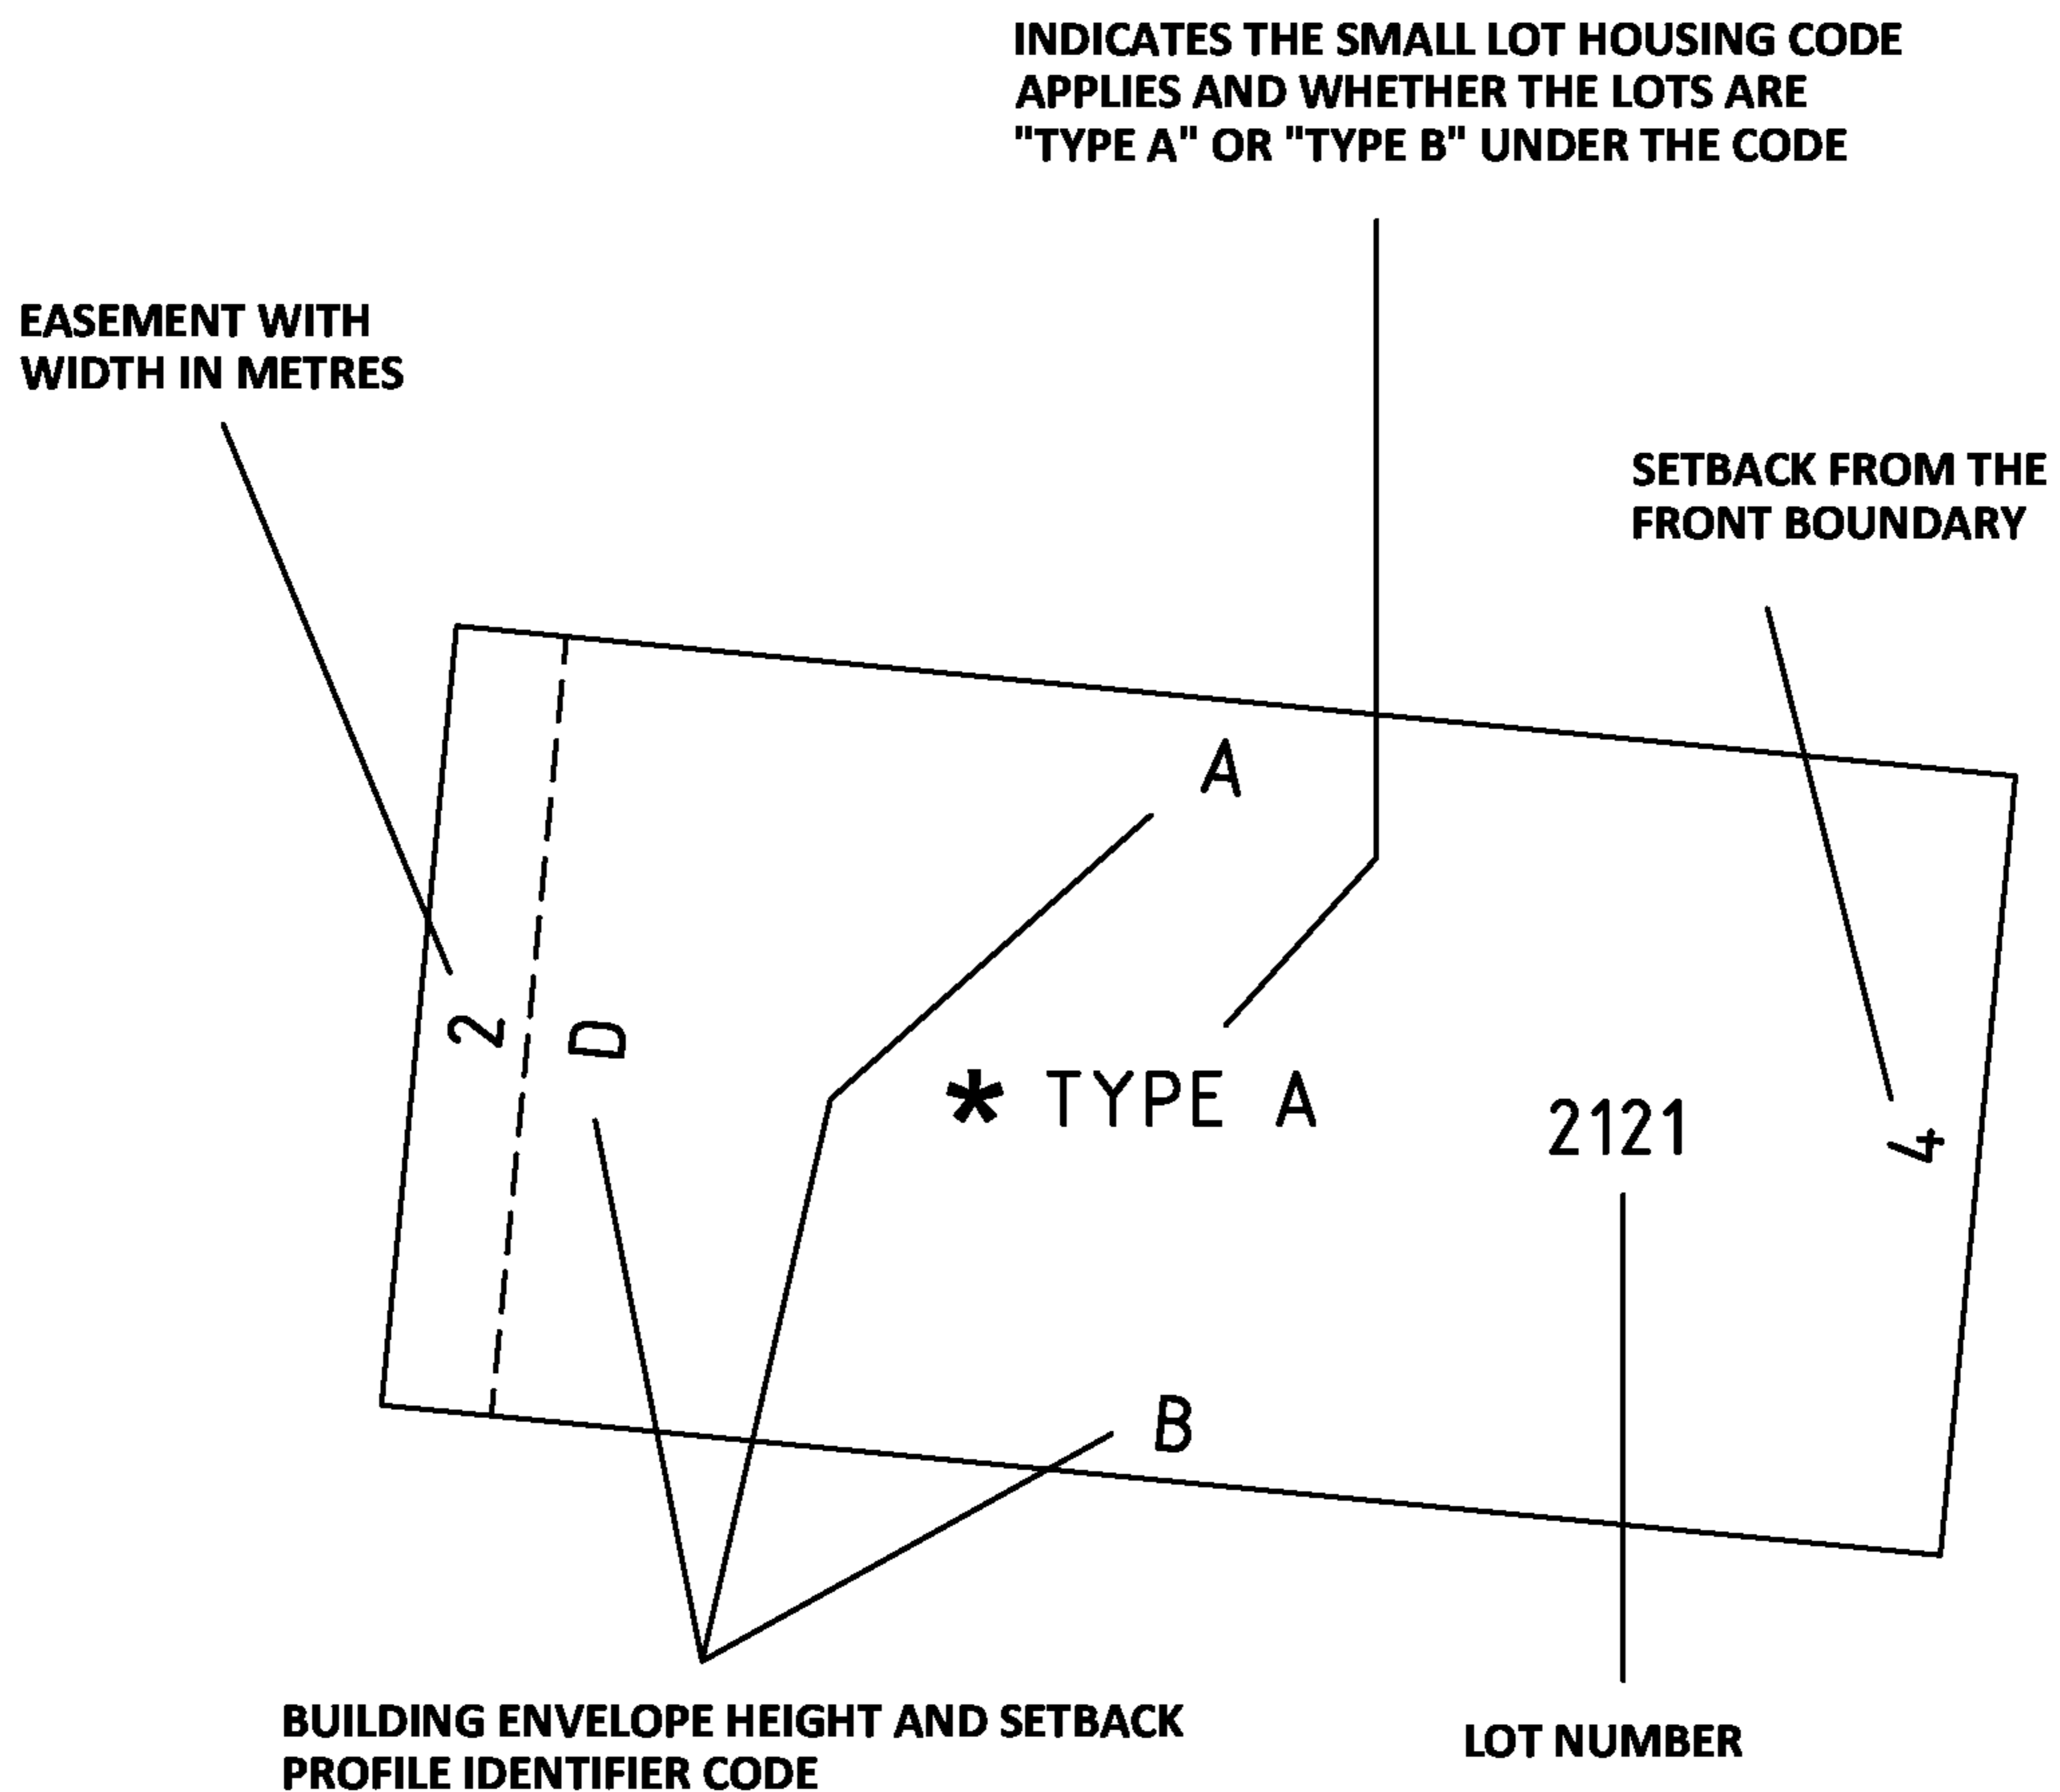 INDICATES THE SMALL LOT HOUSING CODE
APPLIES AND WHETHER THE LOTS ARE
"TYPE A" OR "TYPE B" UNDER THE CODE
EASEMENT WITH
WIDTH IN METRES
SETBACK FROM THE
FRONT BOUNDARY
A
2
D
* TYPE A
2121
4
B
BUILDING ENVELOPE HEIGHT AND SETBACK
PROFILE IDENTIFIER CODE
LOT NUMBER